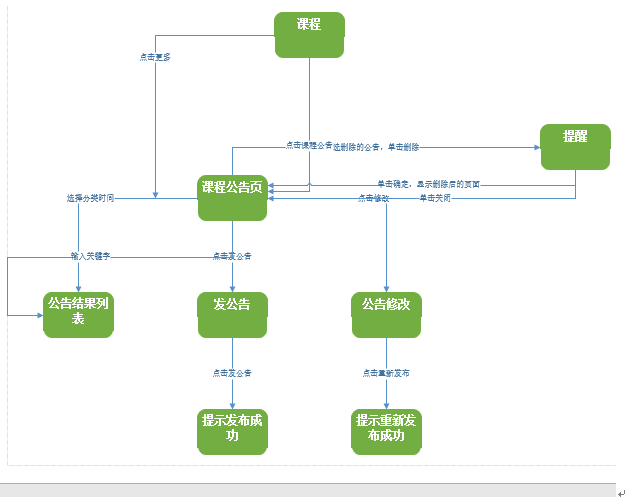 课程
点击更多
点击课程公告
选删除的公告，单击删除
提醒
课程公告页
单击确定，显示删除后的页面
选择分类时间
点击修改
单击关闭
输入关键字
点击发公告
公告结果列
表
发公告
公告修改
点击发公告
点击重新发布
提示发布成
功
提示重新发
布成功